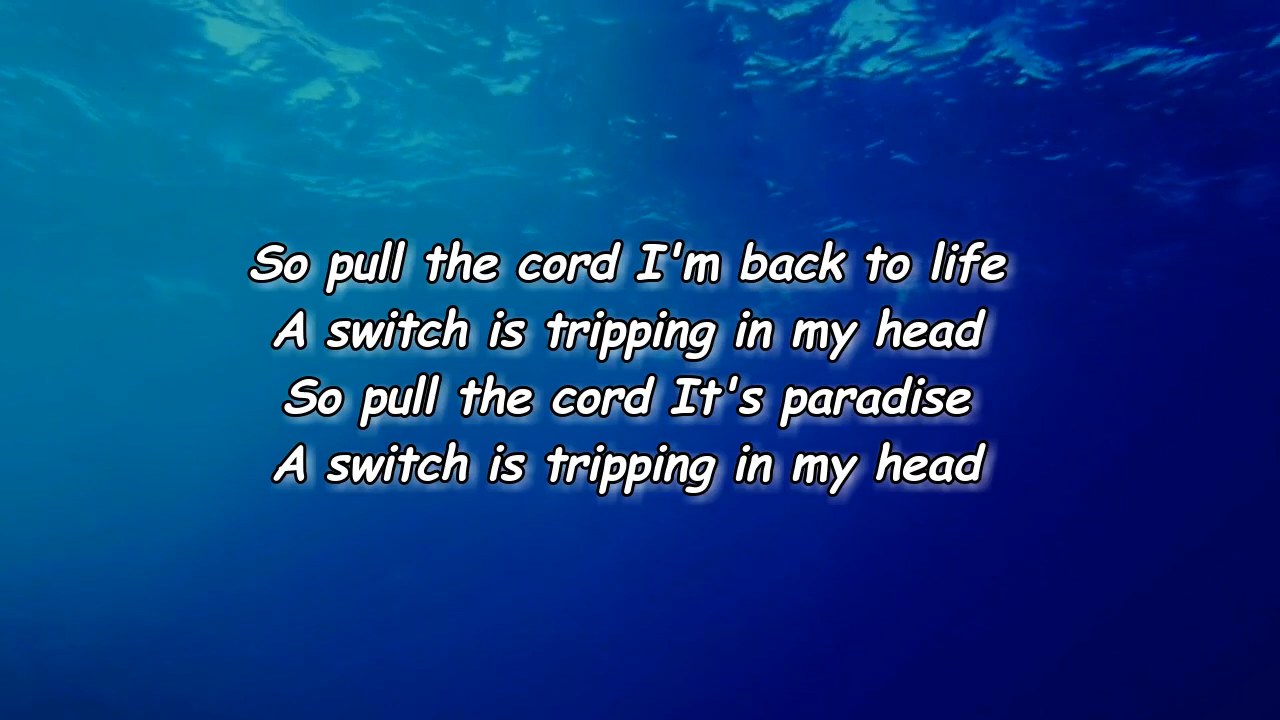 So pull the cord I'm back to life
A switch is tripping in my head
So pull the cord It's paradise
A switch is tripping in my head